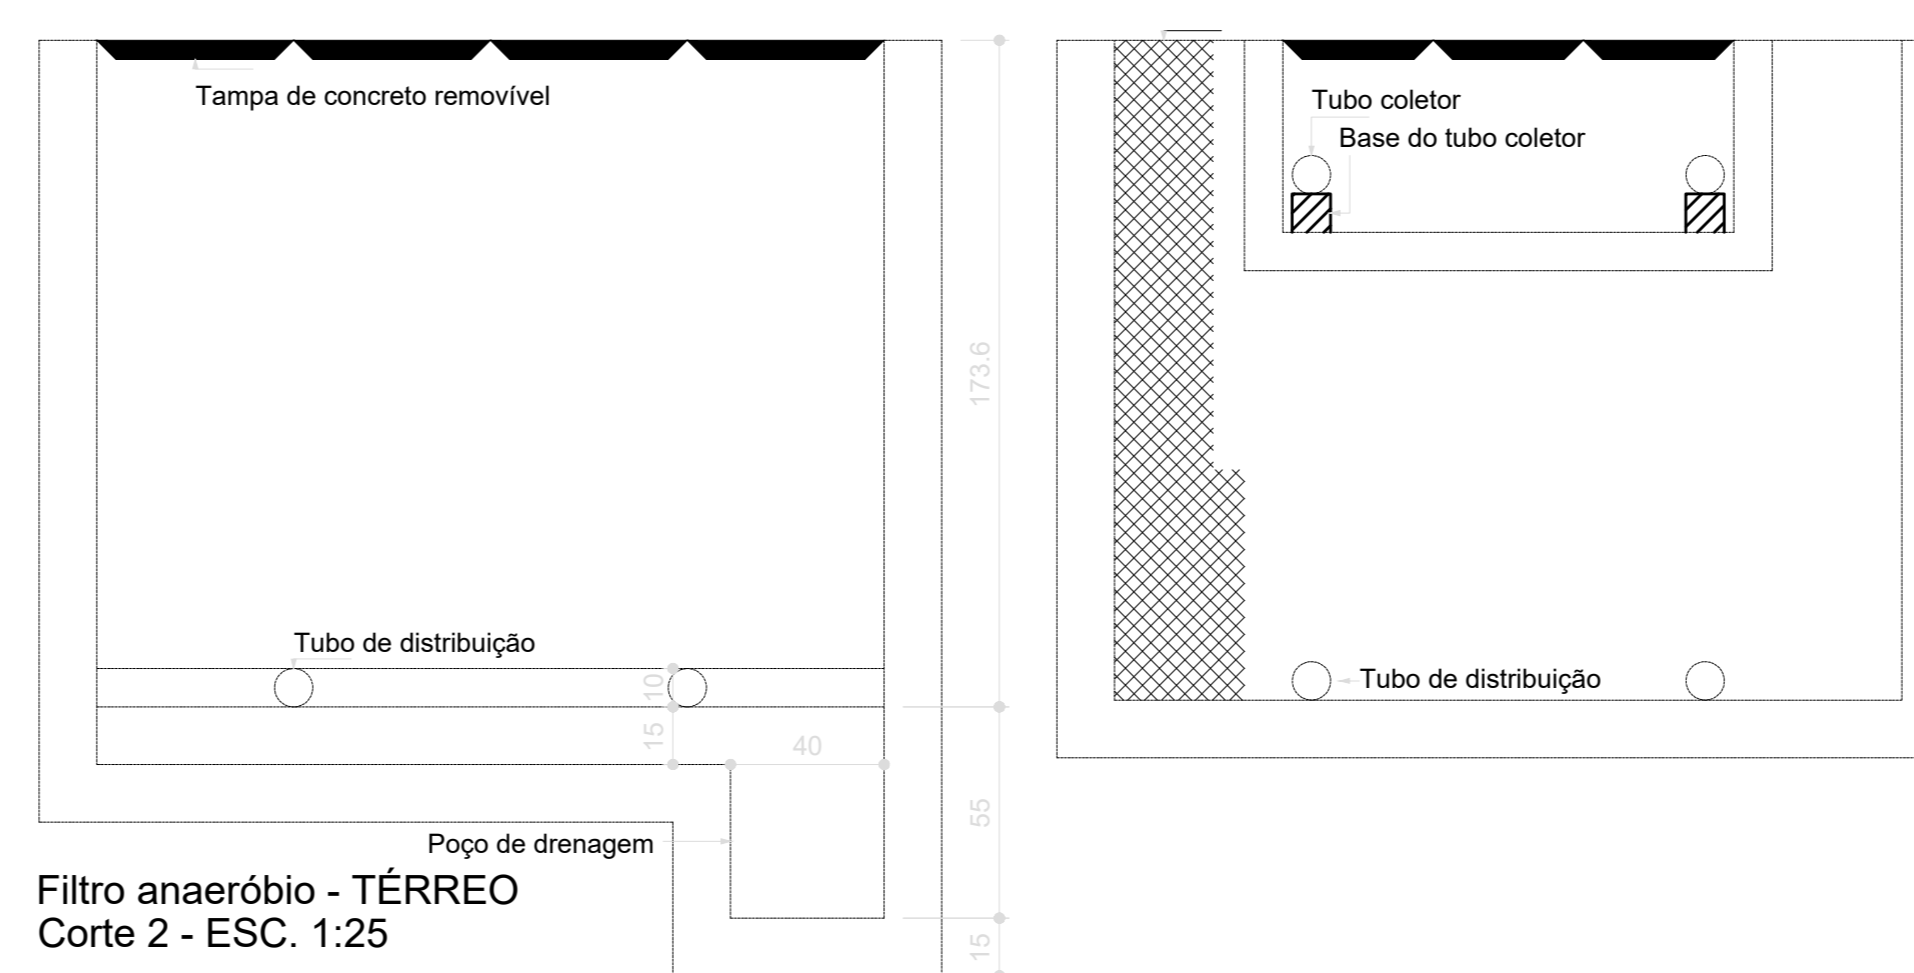 Tampa de concreto removível
173.6
Tubo de distribuição
10
15
40
55
Poço de drenagem
15
Filtro anaeróbio - TÉRREO
Corte 2 - ESC. 1:25
Tubo coletor
Base do tubo coletor
Tubo de distribuição